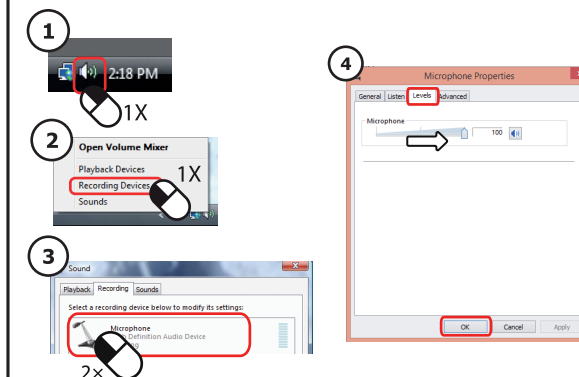 1
2:18 PM
1X
2
Open Volume Mixer
Playback Devices
Recording Devices
Sounds
1X
3
Sound
Playback Recording Sounds
Select a recording device below to modify its settings:
Microphone
Definition Audio Device
2×
4
Microphone Properties
General Listen Levels Advanced
Microphone
100
OK Cancel Apply